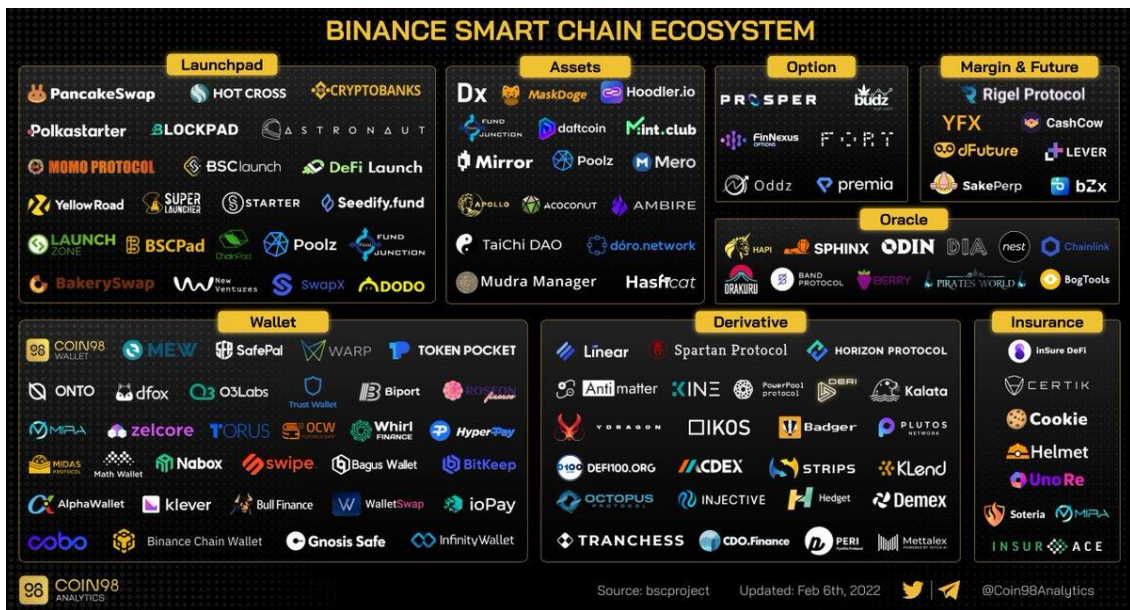 BINANCE SMART CHAIN ECOSYSTEM
Launchpad
PancakeSwap HOT CROSS CRYPTOBANKS
Polkastarter BLOCKPAD ASTRONAUT
MOMO PROTOCOL BSClaunch DeFi Launch
YellowRoad SUPER LAUNCHER STARTER Seedify.fund
LAUNCH ZONE BSCPad ChainPad Poolz FUND JUNCTION
BakerySwap New Ventures SwapX DODO
Assets
Dx MaskDoge Hoodler.io
FUND JUNCTION daftcoin Mint.club
Mirror Poolz Mero
APOLLO ACOCONUT AMBIRE
TaiChi DAO dóro.network
Mudra Manager Hashcat
Option
PROSPER budz
FinNexus OPTIONS FORT
Oddz premia
Margin & Future
Rigel Protocol
YFX CashCow
dFuture LEVER
SakePerp bZx
Oracle
HAPI SPHINX ODIN DIA nest Chainlink
ORAKURU BAND PROTOCOL BERRY PIRATES WORLD BogTools
Wallet
98 COIN98 WALLET MEW SafePal WARP TOKEN POCKET
ONTO dfox O3Labs Trust Wallet Biport ROSEON finance
MIRA zelcore TORUS OCW Whirl FINANCE HyperPay
MIDAS PROTOCOL Math Wallet Nabox swipe Bagus Wallet BitKeep
AlphaWallet klever Bull Finance WalletSwap ioPay
cobo Binance Chain Wallet Gnosis Safe InfinityWallet
Derivative
Linear Spartan Protocol HORIZON PROTOCOL
Antimatter KINE PowerPool protocol DERI Kalata
YDRAGON IKOS Badger PLUTOS NETWORK
D100 DEFI100.ORG ACDEX STRIPS KLend
OCTOPUS PROTOCOL INJECTIVE Hedget Demex
TRANCHESS CDO.Finance PERI Mettalex
Insurance
inSure DeFi
CERTIK
Cookie
Helmet
UnoRe
Soteria MIRA
INSURACE
98 COIN98 ANALYTICS Source: bscproject Updated: Feb 6th, 2022 @Coin98Analytics